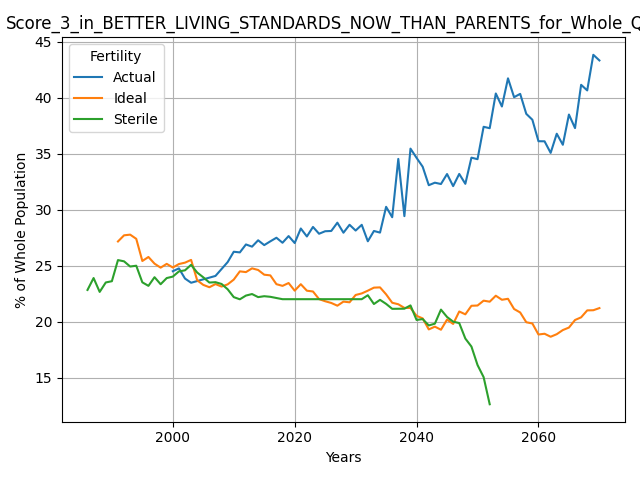 Score_3_in_BETTER_LIVING_STANDARDS_NOW_THAN_PARENTS_for_Whole_Q
45
40
35
30
25
20
15
% of Whole Population
Fertility
Actual
Ideal
Sterile
2000 2020 2040 2060
Years